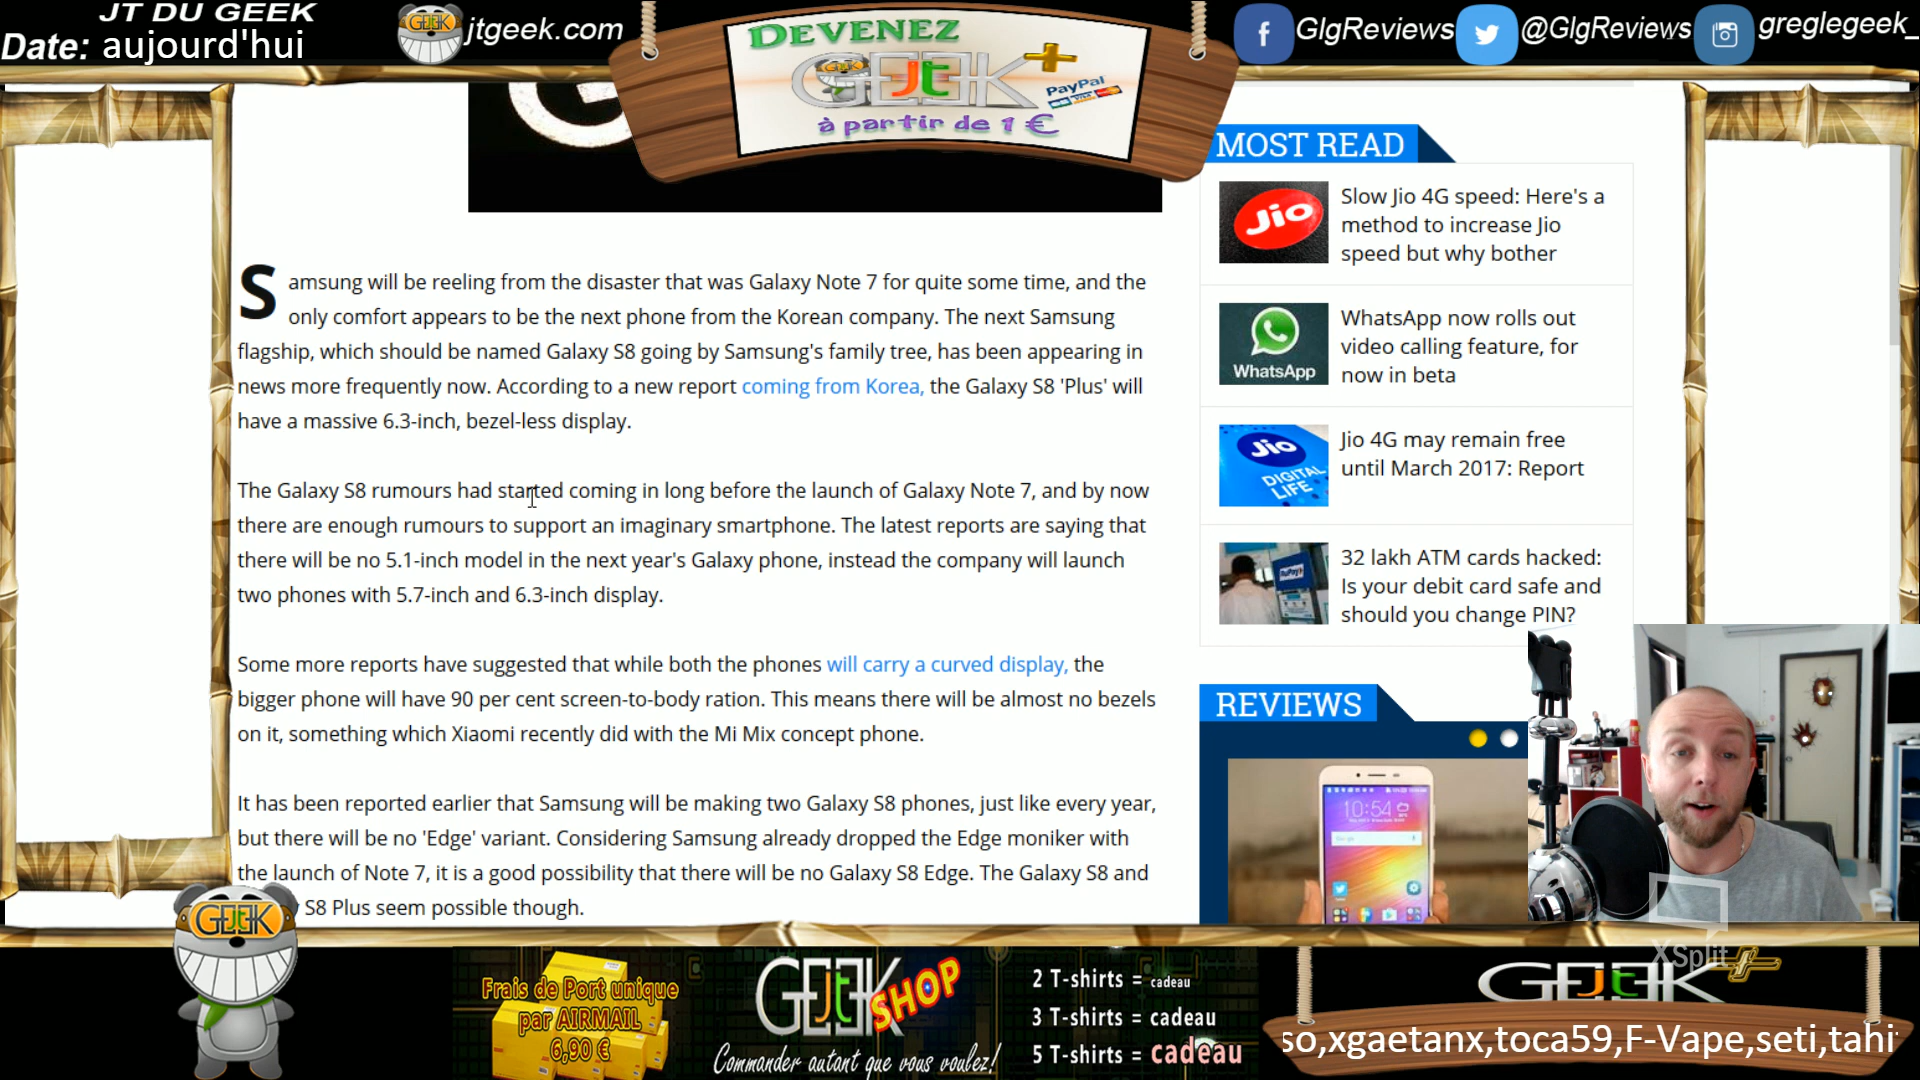 JT DU GEEK
Date: aujourd'hui
jtgeek.com
DEVENEZ
GEEK
Jt
PayPal
VISA
à partir de 1 €
GlgReviews
@GlgReviews
greglegeek_
MOST READ
Jio
Slow Jio 4G speed: Here's a
method to increase Jio
speed but why bother
WhatsApp
WhatsApp now rolls out
video calling feature, for
now in beta
Jio
DIGITAL
LIFE
Jio 4G may remain free
until March 2017: Report
RuPay
32 lakh ATM cards hacked:
Is your debit card safe and
should you change PIN?
REVIEWS
10:54
Google
Samsung will be reeling from the disaster that was Galaxy Note 7 for quite some time, and the
only comfort appears to be the next phone from the Korean company. The next Samsung
flagship, which should be named Galaxy S8 going by Samsung's family tree, has been appearing in
news more frequently now. According to a new report coming from Korea, the Galaxy S8 'Plus' will
have a massive 6.3-inch, bezel-less display.
The Galaxy S8 rumours had started coming in long before the launch of Galaxy Note 7, and by now
there are enough rumours to support an imaginary smartphone. The latest reports are saying that
there will be no 5.1-inch model in the next year's Galaxy phone, instead the company will launch
two phones with 5.7-inch and 6.3-inch display.
Some more reports have suggested that while both the phones will carry a curved display, the
bigger phone will have 90 per cent screen-to-body ration. This means there will be almost no bezels
on it, something which Xiaomi recently did with the Mi Mix concept phone.
It has been reported earlier that Samsung will be making two Galaxy S8 phones, just like every year,
but there will be no 'Edge' variant. Considering Samsung already dropped the Edge moniker with
the launch of Note 7, it is a good possibility that there will be no Galaxy S8 Edge. The Galaxy S8 and
S8 Plus seem possible though.
XSplit
GEEK
Jt
Frais de Port unique
par AIRMAIL
6,90 €
GEEK
Jt
SHOP
Commander autant que vous voulez!
2 T-shirts = cadeau
3 T-shirts = cadeau
5 T-shirts = cadeau
GEEK
Jt
so,xgaetanx,toca59,F-Vape,seti,tahi